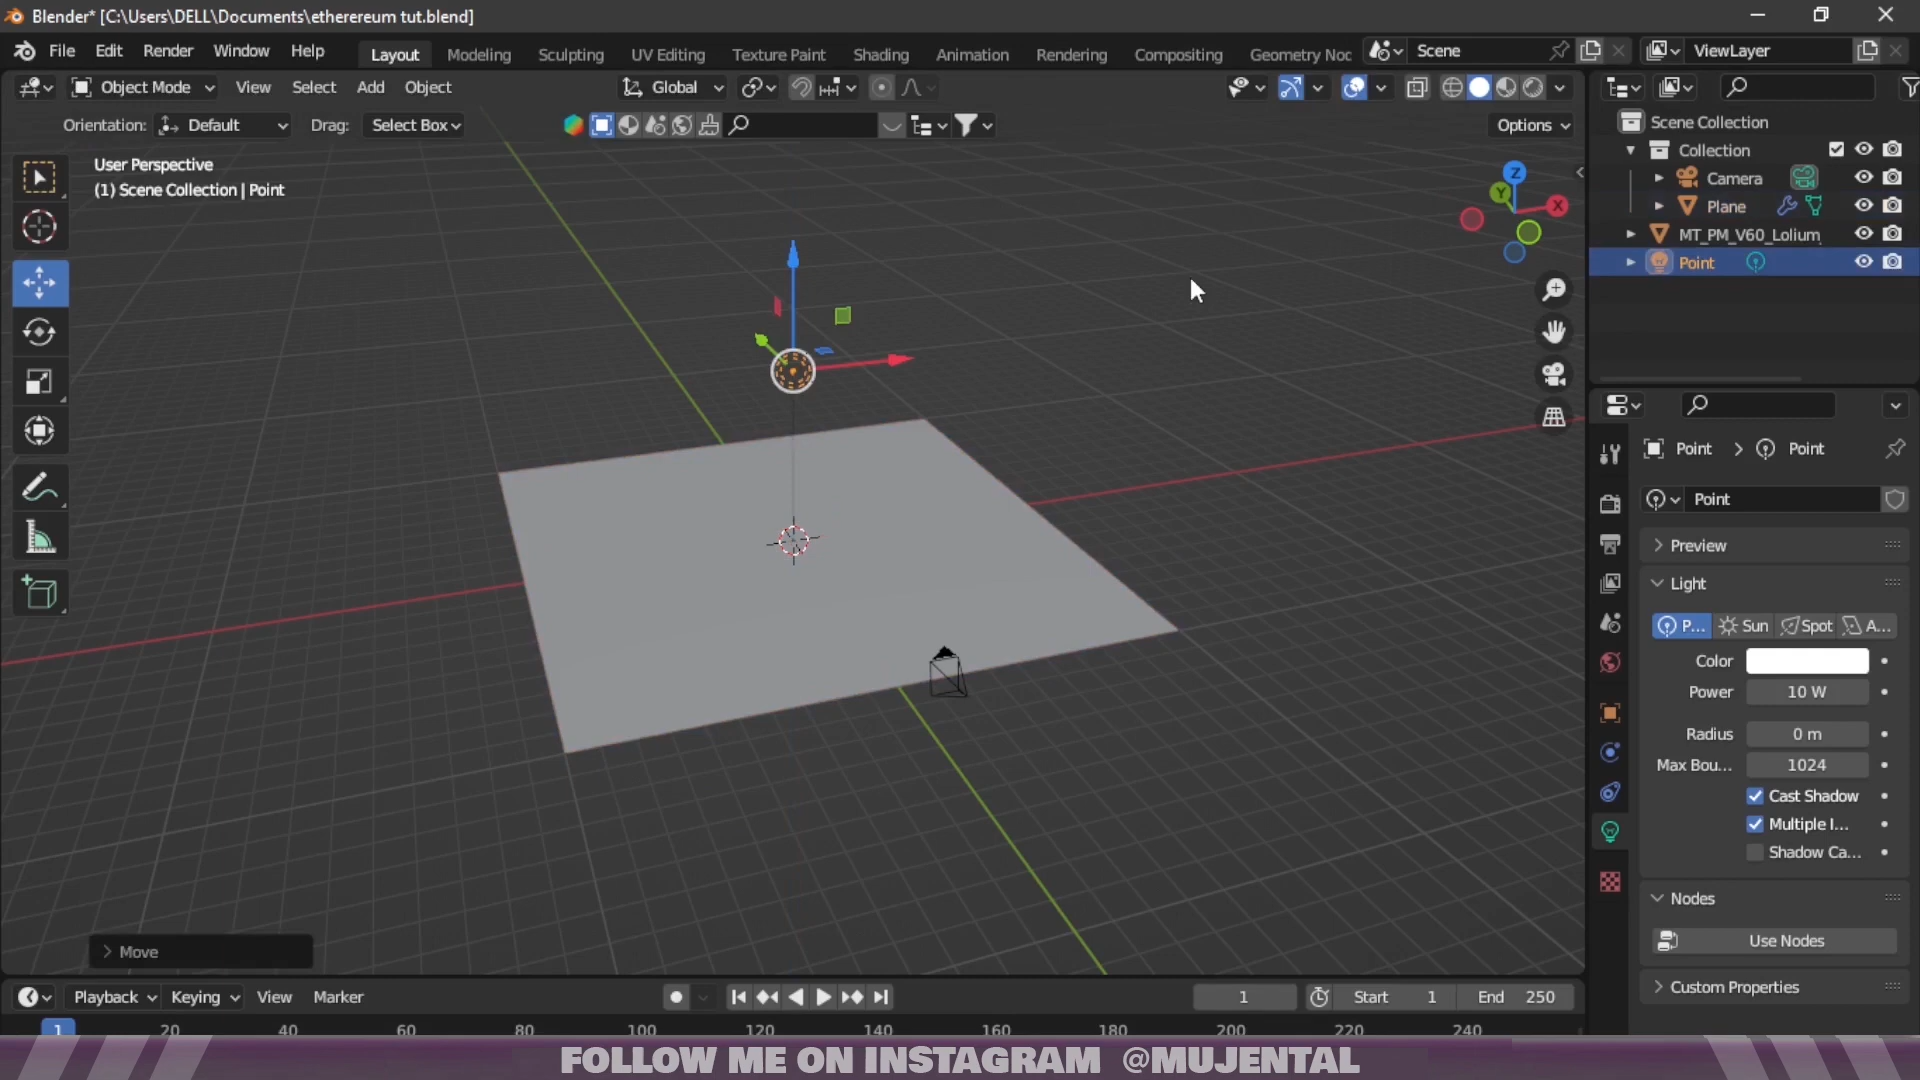 Blender* [C:\Users\DELL\Documents\etherereum tut.blend]
File Edit Render Window Help Layout Modeling Sculpting UV Editing Texture Paint Shading Animation Rendering Compositing Geometry Noc Scene ViewLayer
Object Mode View Select Add Object Global
Orientation: Default Drag: Select Box Options
User Perspective
(1) Scene Collection | Point
Z
Y
X
Scene Collection
Collection
Camera
Plane
MT_PM_V60_Lolium
Point
Point > Point
Point
Preview
Light
P... Sun Spot A...
Color
Power 10 W
Radius 0 m
Max Bou... 1024
Cast Shadow
Multiple I...
Shadow Ca...
Nodes
Use Nodes
Custom Properties
Move
Playback Keying View Marker 1 Start 1 End 250
1 20 40 60 80 100 120 140 160 180 200 220 240
FOLLOW ME ON INSTAGRAM @MUJENTAL